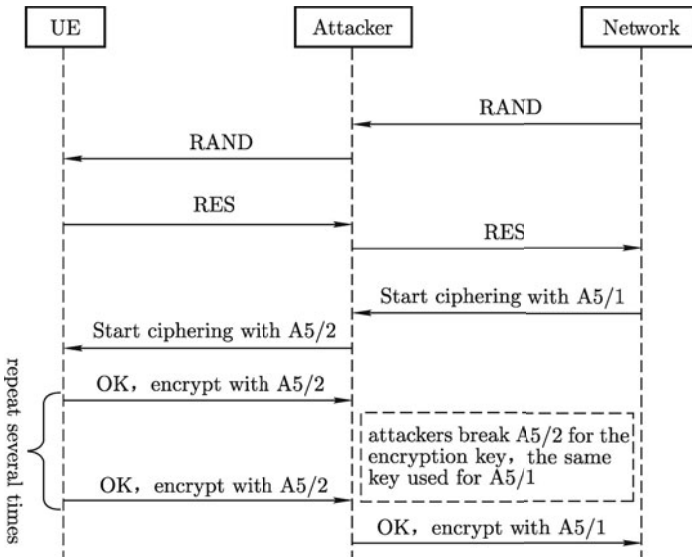 UE
Attacker
Network
RAND
RAND
RES
RES
Start ciphering with A5/1
Start ciphering with A5/2
repeat several times
OK, encrypt with A5/2
attackers break A5/2 for the
encryption key, the same
key used for A5/1
OK, encrypt with A5/2
OK, encrypt with A5/1